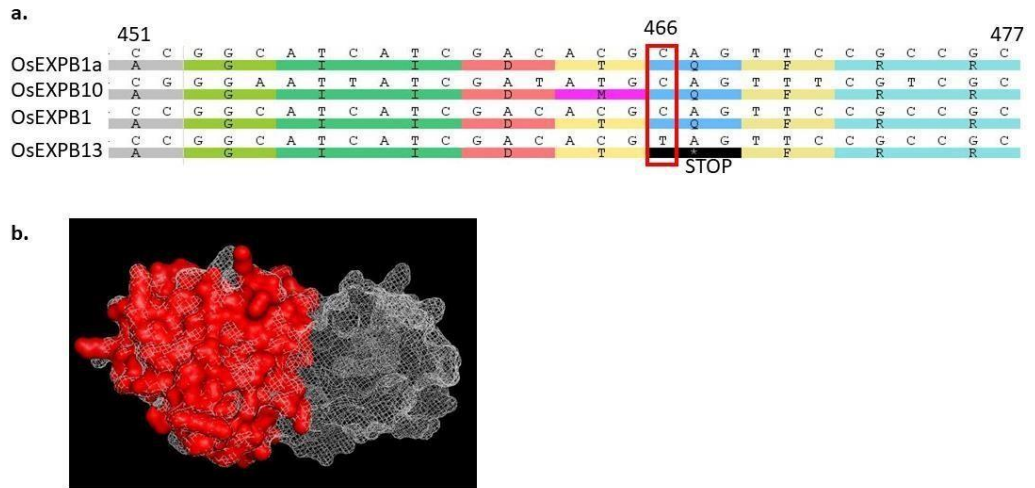 a.
451 466 477
C C G G C A T C A T C G A C A C G C A G T T C C G C C G C
OsEXPB1a A G I I D T Q F R R
C G G G A A T T A T C G A T A T G C A G T T T C G T C G C
OsEXPB10 A G I I D M Q F R R
C C G G C A T C A T C G A C A C G C A G T T C C G C C G C
OsEXPB1 A G I I D T Q F R R
C C G G C A T C A T C G A C A C G T A G T T C C G C C G C
OsEXPB13 A G I I D T * F R R
STOP
b.